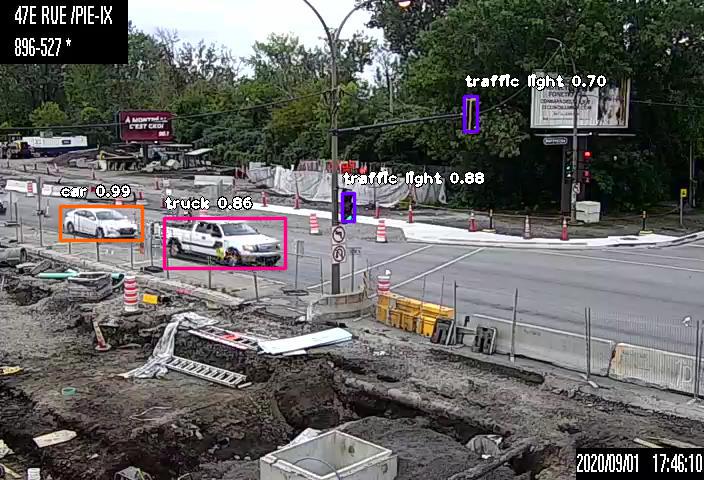 47E RUE /PIE-IX
896-527 *
traffic light 0.70
À MONTRÉAL
C'EST CECI
traffic light 0.88
car 0.99
truck 0.86
2020/09/01 17:46:10